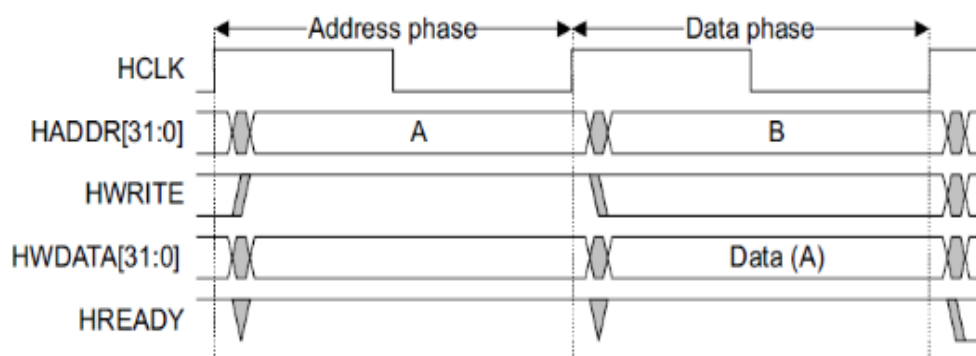 Address phase Data phase
HCLK
HADDR[31:0] A B
HWRITE
HWDATA[31:0] Data (A)
HREADY